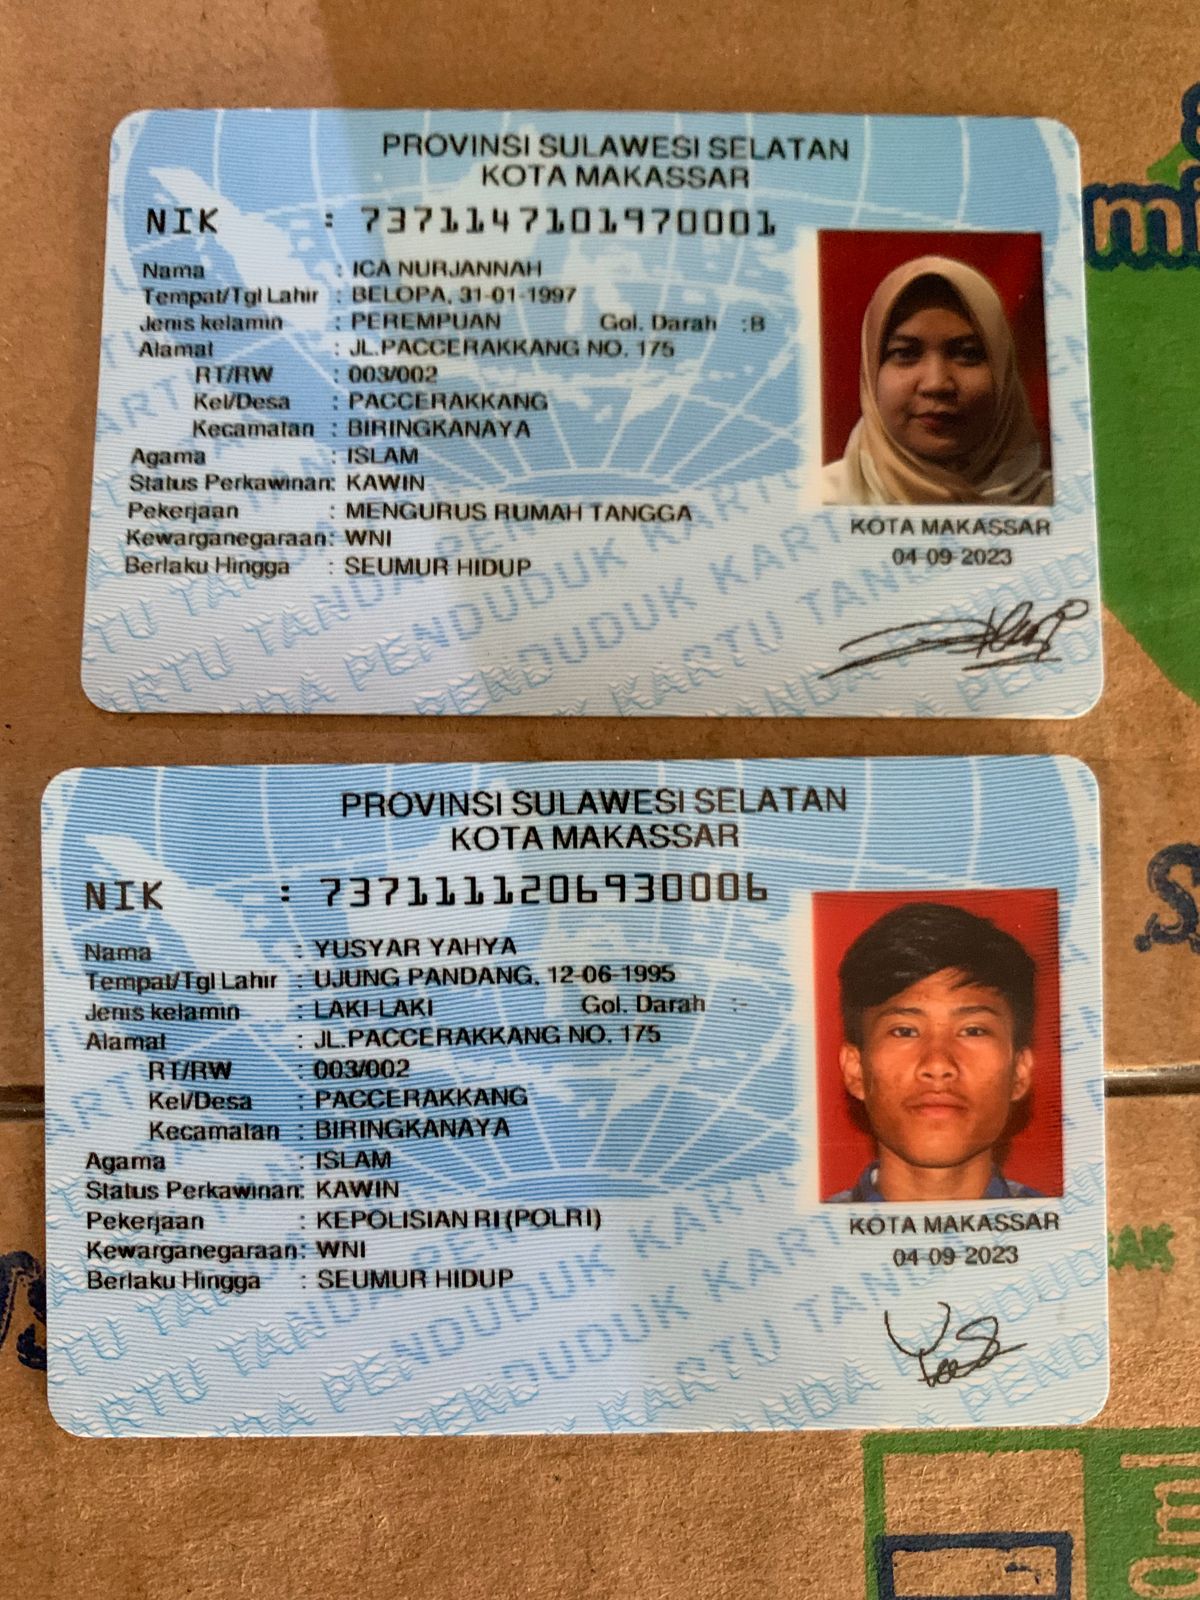 PROVINSI SULAWESI SELATAN
KOTA MAKASSAR
NIK : 7371147101970001
Nama : ICA NURJANNAH
Tempat/Tgl Lahir : BELOPA, 31-01-1997
Jenis kelamin : PEREMPUAN Gol. Darah :B
Alamat : JL.PACCERAKKANG NO. 175
RT/RW : 003/002
Kel/Desa : PACCERAKKANG
Kecamatan : BIRINGKANAYA
Agama : ISLAM
Status Perkawinan: KAWIN
Pekerjaan : MENGURUS RUMAH TANGGA
Kewarganegaraan: WNI
Berlaku Hingga : SEUMUR HIDUP
KOTA MAKASSAR
04-09-2023
PROVINSI SULAWESI SELATAN
KOTA MAKASSAR
NIK : 7371111206930006
Nama : YUSYAR YAHYA
Tempat/Tgl Lahir : UJUNG PANDANG, 12-06-1995
Jenis kelamin : LAKI-LAKI Gol. Darah :-
Alamat : JL.PACCERAKKANG NO. 175
RT/RW : 003/002
Kel/Desa : PACCERAKKANG
Kecamatan : BIRINGKANAYA
Agama : ISLAM
Status Perkawinan: KAWIN
Pekerjaan : KEPOLISIAN RI (POLRI)
Kewarganegaraan: WNI
Berlaku Hingga : SEUMUR HIDUP
KOTA MAKASSAR
04-09-2023